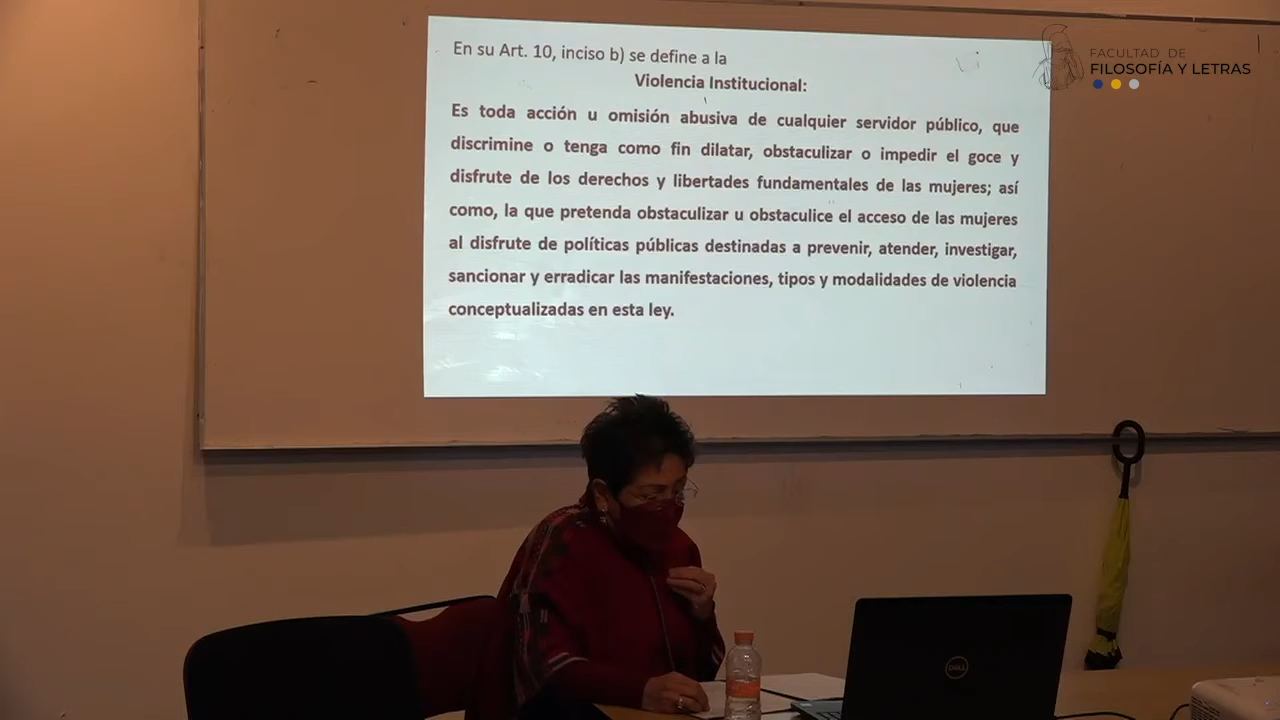 En su Art. 10, inciso b) se define a la
Violencia Institucional:
Es toda acción u omisión abusiva de cualquier servidor público, que
discrimine o tenga como fin dilatar, obstaculizar o impedir el goce y
disfrute de los derechos y libertades fundamentales de las mujeres; así
como, la que pretenda obstaculizar u obstaculice el acceso de las mujeres
al disfrute de políticas públicas destinadas a prevenir, atender, investigar,
sancionar y erradicar las manifestaciones, tipos y modalidades de violencia
conceptualizadas en esta ley.
FACULTAD DE
FILOSOFÍA Y LETRAS
DELL